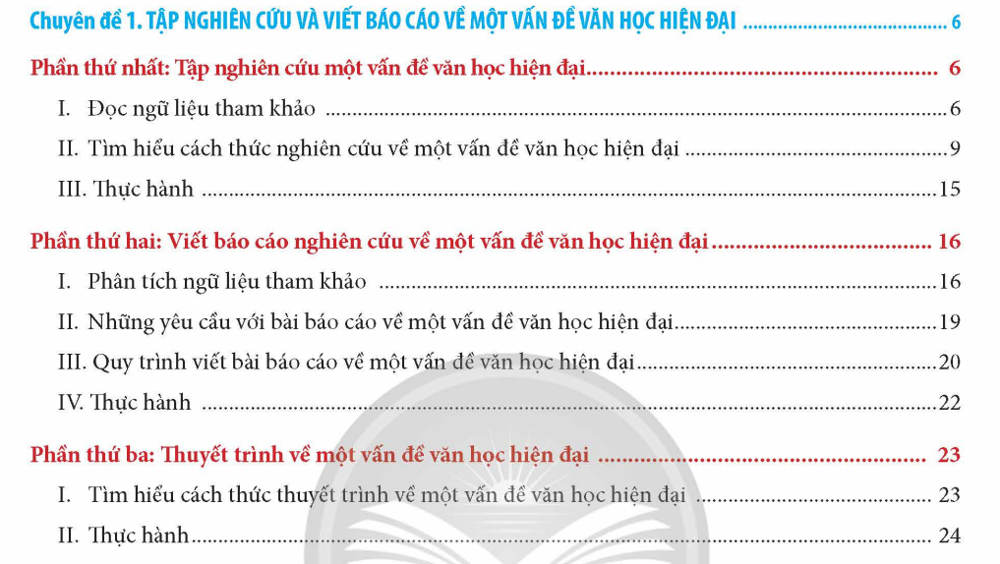 Chuyên đề 1. TẬP NGHIÊN CỨU VÀ VIẾT BÁO CÁO VỀ MỘT VẤN ĐỀ VĂN HỌC HIỆN ĐẠI ........................................ 6
Phần thứ nhất: Tập nghiên cứu một vấn đề văn học hiện đại............................................................ 6
I. Đọc ngữ liệu tham khảo ............................................................6
II. Tìm hiểu cách thức nghiên cứu về một vấn đề văn học hiện đại ........................................9
III. Thực hành ............................................................15
Phần thứ hai: Viết báo cáo nghiên cứu về một vấn đề văn học hiện đại........................................ 16
I. Phân tích ngữ liệu tham khảo ............................................................16
II. Những yêu cầu với bài báo cáo về một vấn đề văn học hiện đại........................................19
III. Quy trình viết bài báo cáo về một vấn đề văn học hiện đại........................................20
IV. Thực hành ............................................................22
Phần thứ ba: Thuyết trình về một vấn đề văn học hiện đại ........................................ 23
I. Tìm hiểu cách thức thuyết trình về một vấn đề văn học hiện đại ........................................ 23
II. Thực hành............................................................ 24